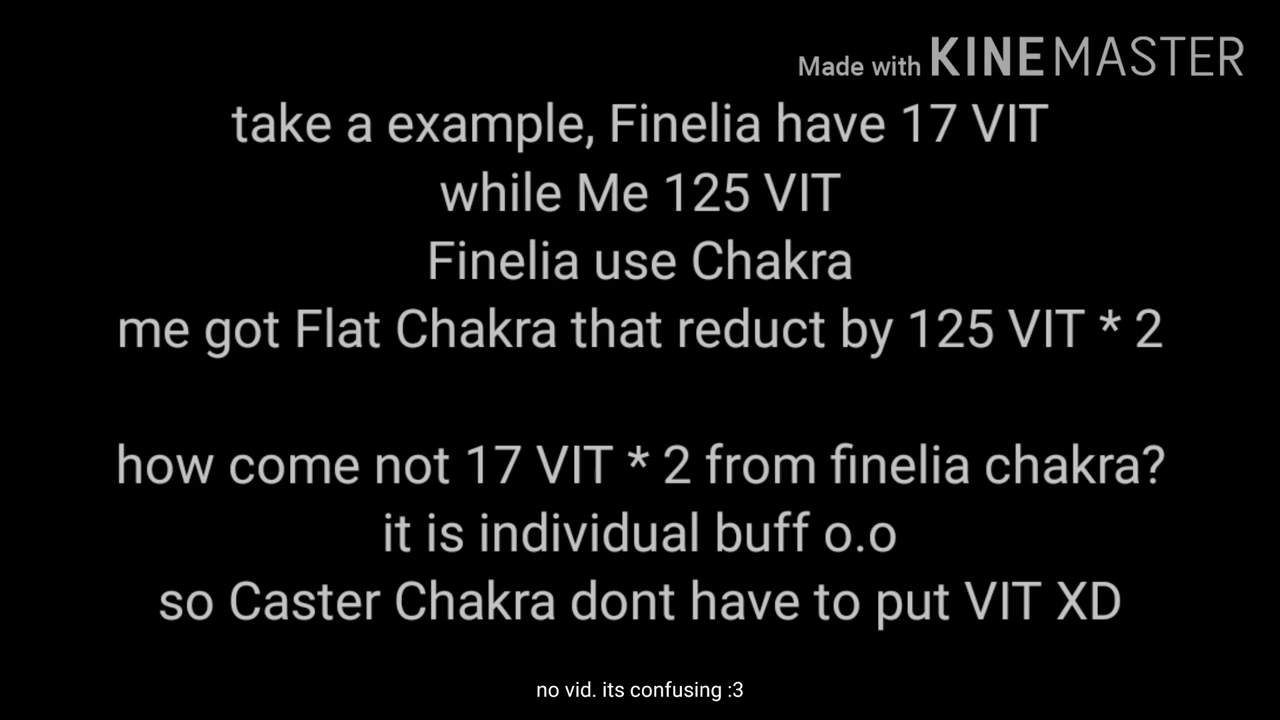 Made with KINEMASTER
take a example, Finelia have 17 VIT
while Me 125 VIT
Finelia use Chakra
me got Flat Chakra that reduct by 125 VIT * 2
how come not 17 VIT * 2 from finelia chakra?
it is individual buff o.o
so Caster Chakra dont have to put VIT XD
no vid. its confusing :3